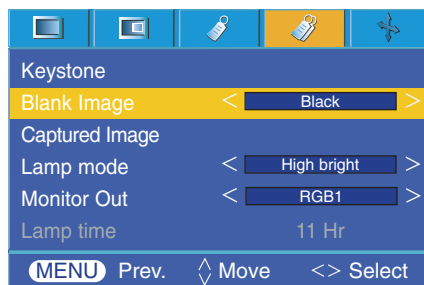 Keystone
Blank Image < Black >
Captured Image
Lamp mode < High bright >
Monitor Out < RGB1 >
Lamp time 11 Hr
MENU Prev. Move <> Select